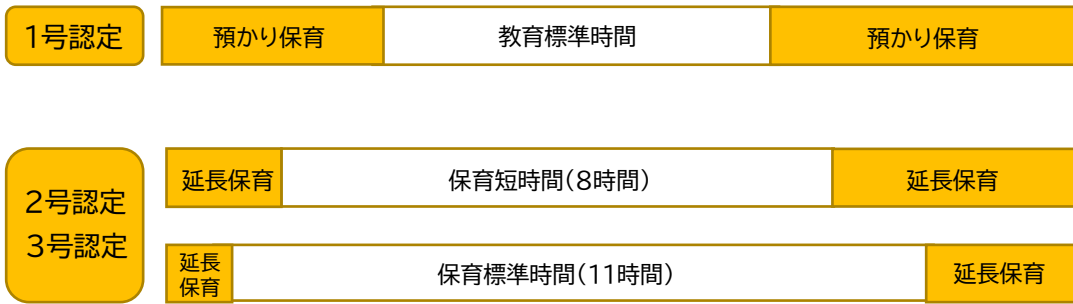 1号認定
預かり保育
教育標準時間
預かり保育
2号認定
3号認定
延長保育
保育短時間(8時間)
延長保育
延長
保育
保育標準時間(11時間)
延長保育